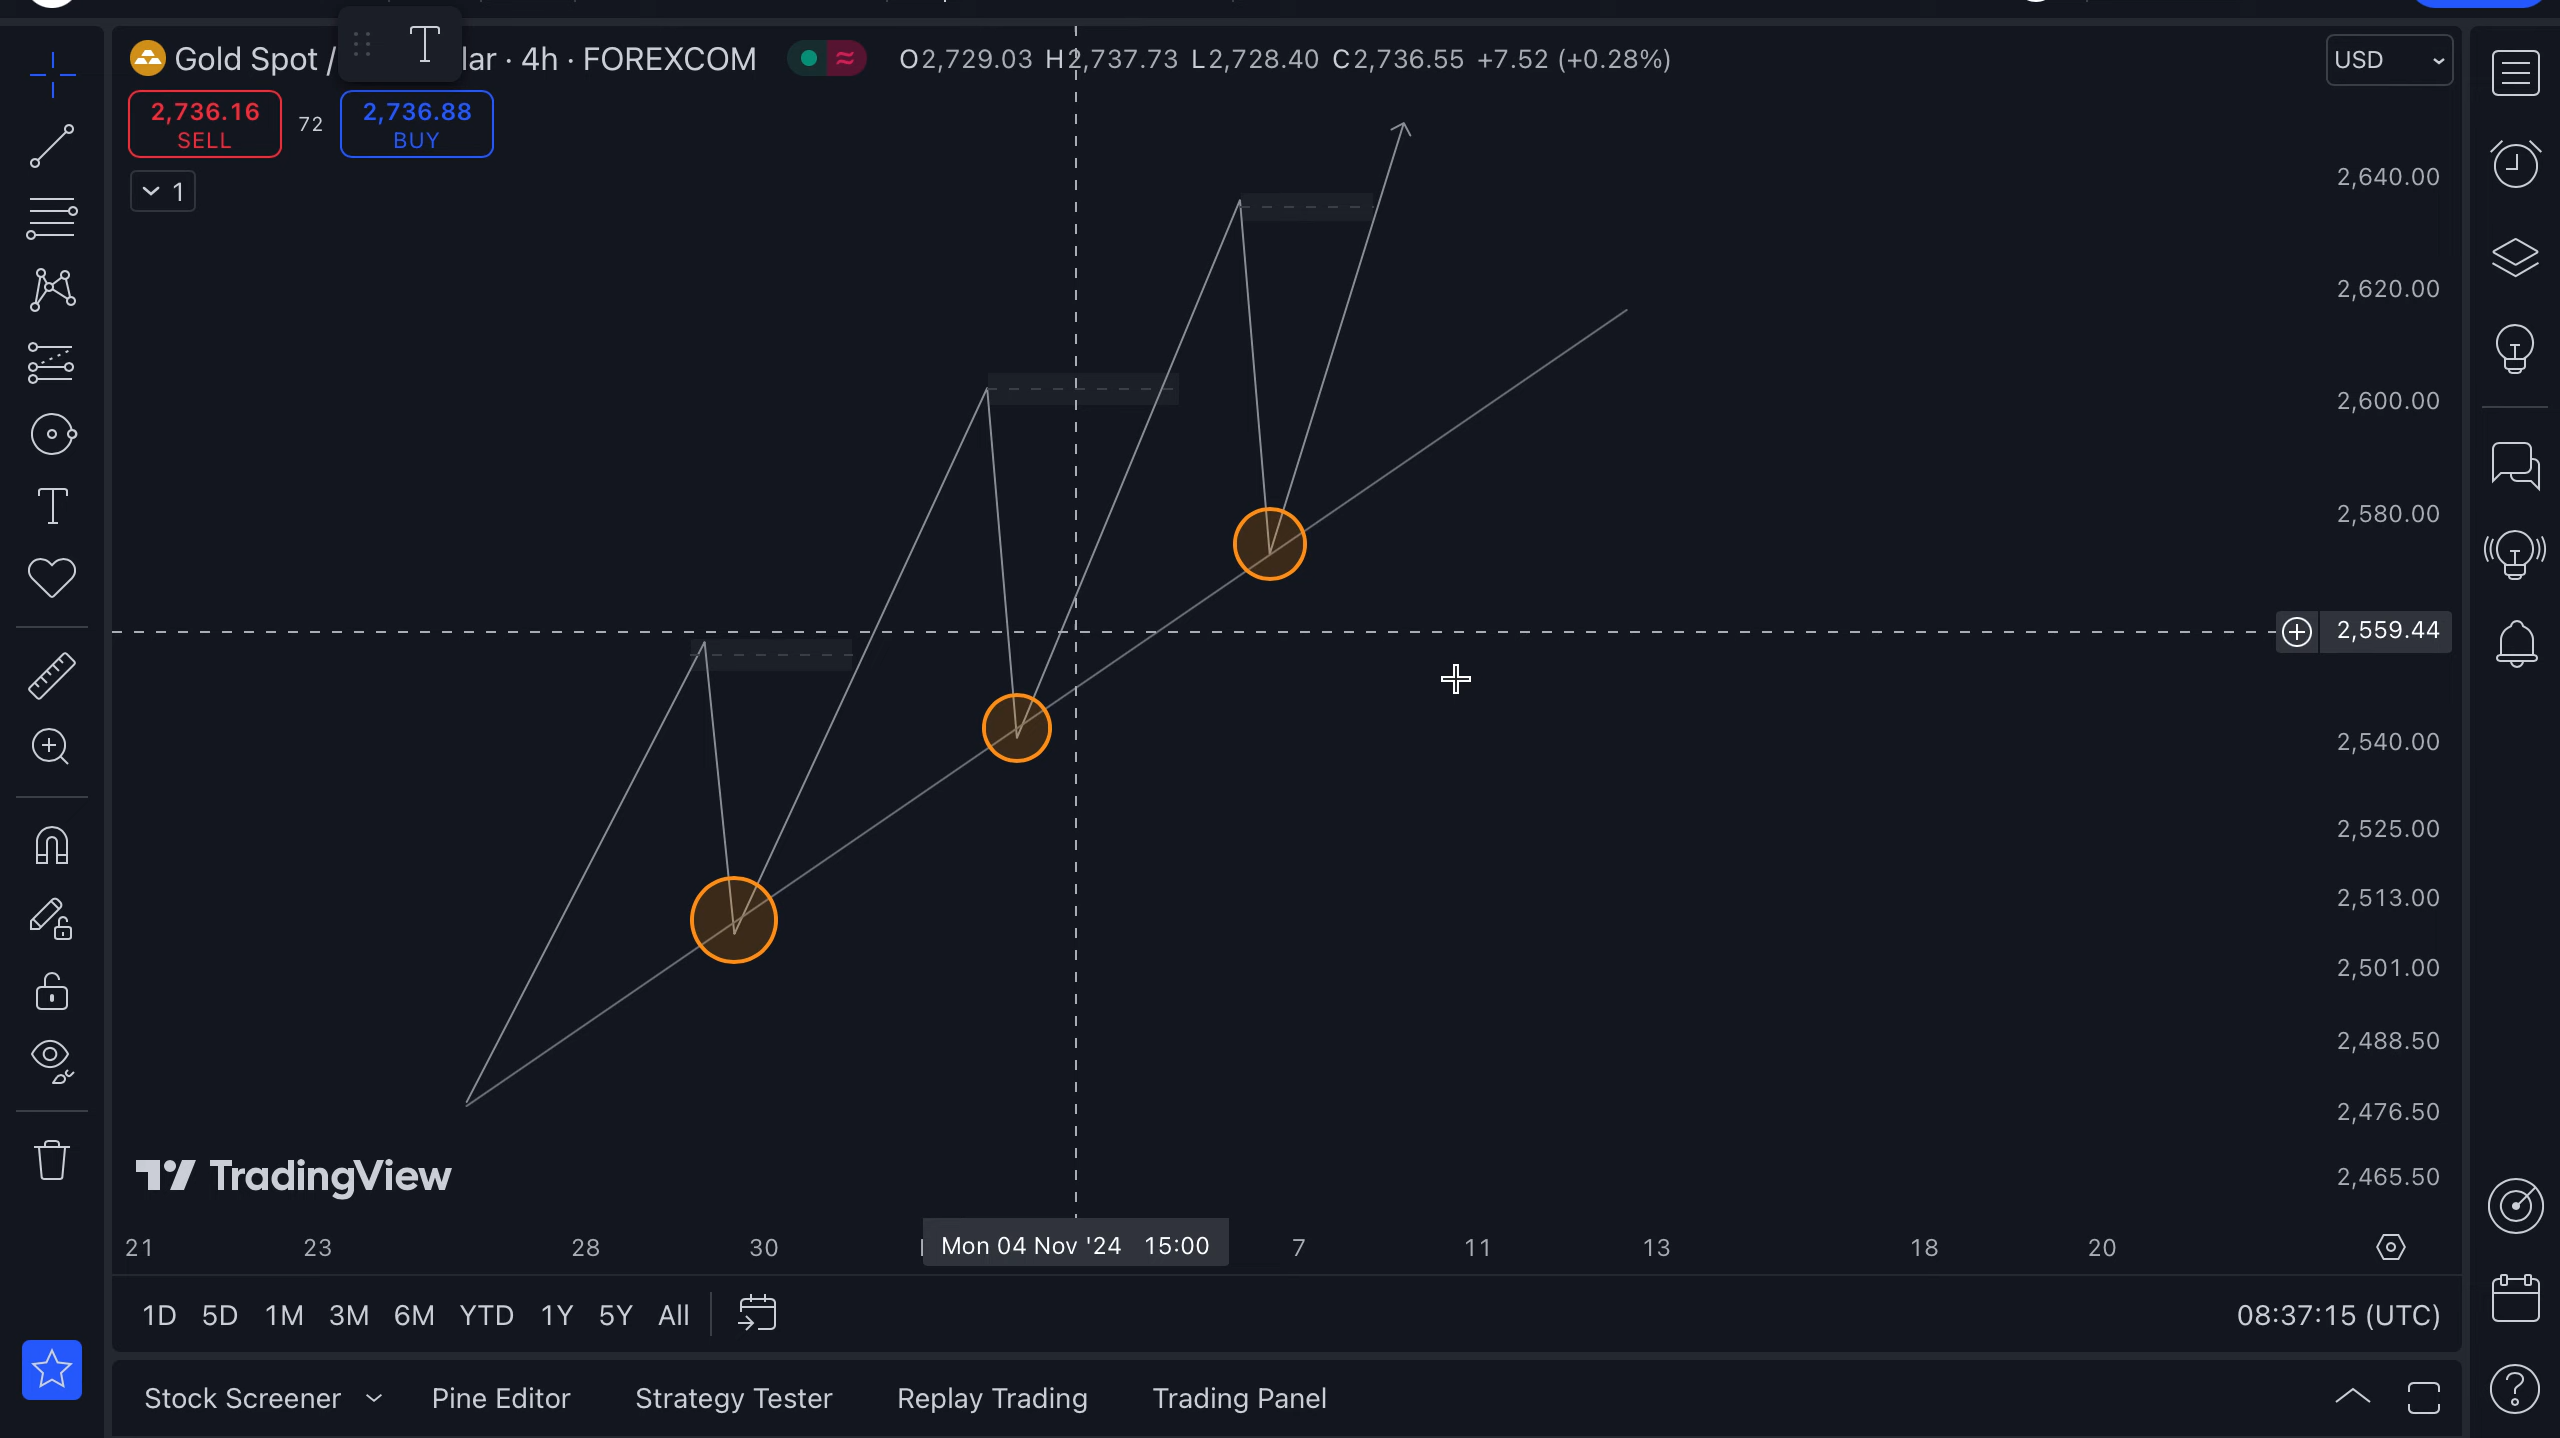 Gold Spot / lar · 4h · FOREXCOM
O2,729.03 H2,737.73 L2,728.40 C2,736.55 +7.52 (+0.28%)
USD
2,736.16
SELL
72
2,736.88
BUY
1
2,640.00
2,620.00
2,600.00
2,580.00
2,559.44
2,540.00
2,525.00
2,513.00
2,501.00
2,488.50
2,476.50
2,465.50
TradingView
21 23 28 30 Mon 04 Nov '24 15:00 7 11 13 18 20
1D 5D 1M 3M 6M YTD 1Y 5Y All
08:37:15 (UTC)
Stock Screener Pine Editor Strategy Tester Replay Trading Trading Panel